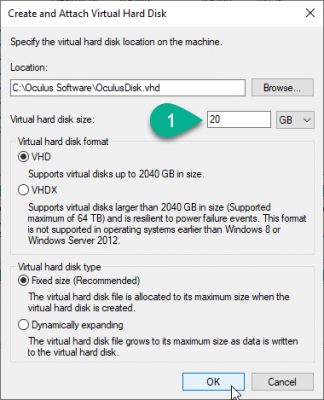 Create and Attach Virtual Hard Disk
Specify the virtual hard disk location on the machine.
Location:
C:\Oculus Software\OculusDisk.vhd
Browse...
Virtual hard disk size:
1
20
GB
Virtual hard disk format
VHD
Supports virtual disks up to 2040 GB in size.
VHDX
Supports virtual disks larger than 2040 GB in size (Supported
maximum of 64 TB) and is resilient to power failure events. This format
is not supported in operating systems earlier than Windows 8 or
Windows Server 2012.
Virtual hard disk type
Fixed size (Recommended)
The virtual hard disk file is allocated to its maximum size when the
virtual hard disk is created.
Dynamically expanding
The virtual hard disk file grows to its maximum size as data is written
to the virtual hard disk.
OK
Cancel